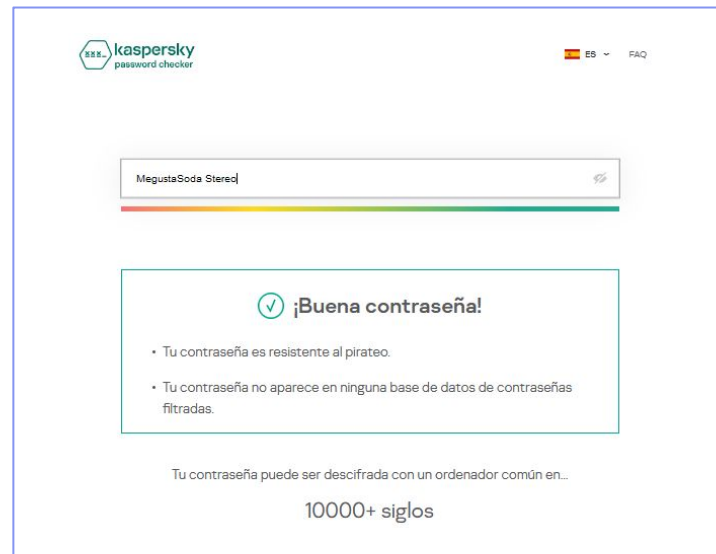 kaspersky
password checker
ES
FAQ
MegustaSoda Stereo
¡Buena contraseña!
• Tu contraseña es resistente al pirateo.
• Tu contraseña no aparece en ninguna base de datos de contraseñas
filtradas.
Tu contraseña puede ser descifrada con un ordenador común en...
10000+ siglos